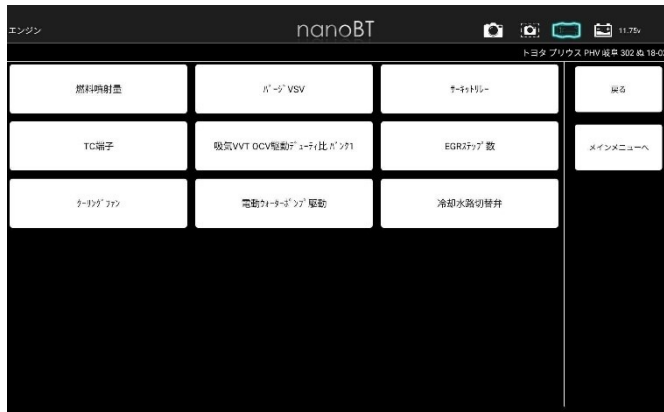 エンジン
nanoBT
11.75v
トヨタ プリウス PHV 岐阜 302 ぬ 18-02
燃料噴射量
ﾊﾟｰｼﾞ VSV
ｻｰｷｯﾄﾘﾚｰ
戻る
TC端子
吸気VVT OCV駆動ﾃﾞｭｰﾃｨ比 ﾊﾞﾝｸ1
EGRｽﾃｯﾌﾟ数
メインメニューへ
ｸｰﾘﾝｸﾞﾌｧﾝ
電動ｳｫｰﾀｰﾎﾟﾝﾌﾟ駆動
冷却水路切替弁